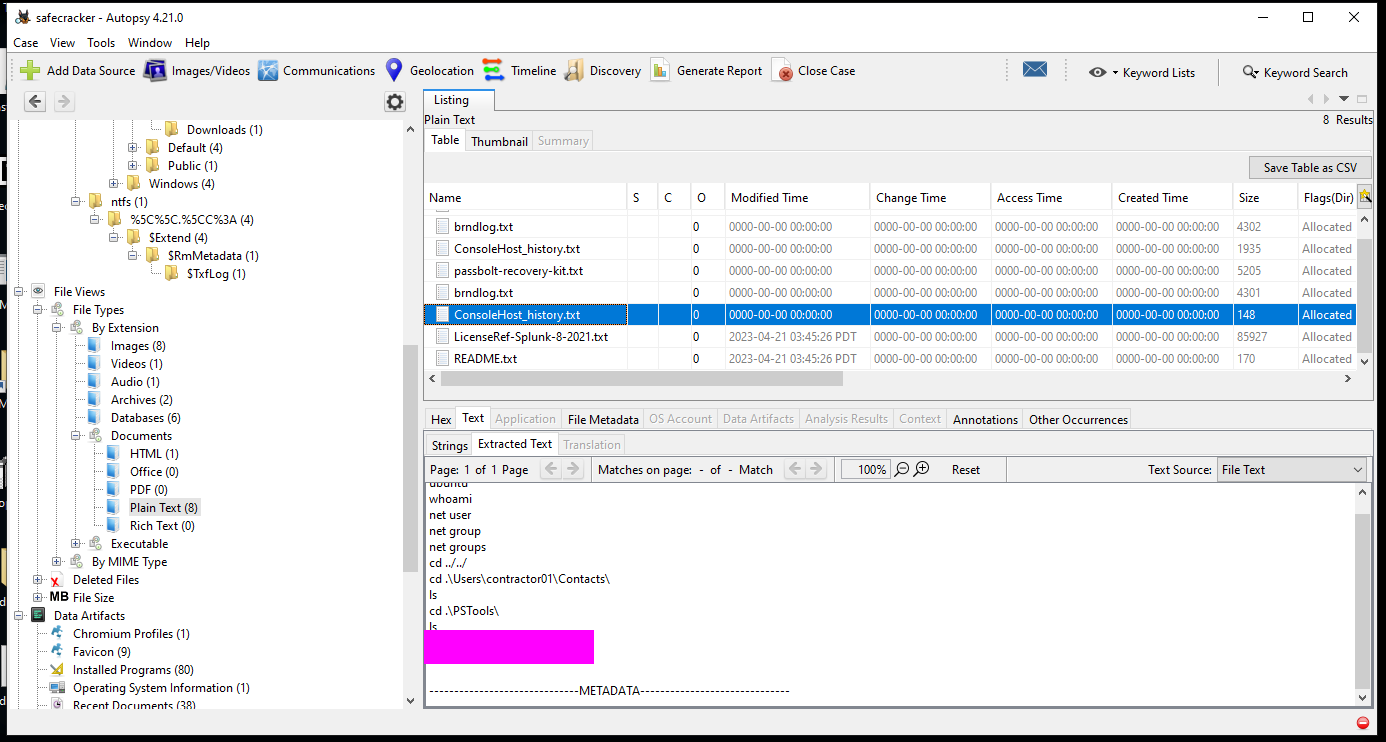 safecracker - Autopsy 4.21.0
Case View Tools Window Help
Add Data Source Images/Videos Communications Geolocation Timeline Discovery Generate Report Close Case Keyword Lists Keyword Search
Downloads (1)
Default (4)
Public (1)
Windows (4)
ntfs (1)
%5C%5C.%5CC%3A (4)
$Extend (4)
$RmMetadata (1)
$TxfLog (1)
File Views
File Types
By Extension
Images (8)
Videos (1)
Audio (1)
Archives (2)
Databases (6)
Documents
HTML (1)
Office (0)
PDF (0)
Plain Text (8)
Rich Text (0)
Executable
By MIME Type
Deleted Files
MB File Size
Data Artifacts
Chromium Profiles (1)
Favicon (9)
Installed Programs (80)
Operating System Information (1)
Recent Documents (38)
Listing
Plain Text 8 Results
Table Thumbnail Summary
Save Table as CSV
Name S C O Modified Time Change Time Access Time Created Time Size Flags(Dir)
brndlog.txt 0 0000-00-00 00:00:00 0000-00-00 00:00:00 0000-00-00 00:00:00 0000-00-00 00:00:00 4302 Allocated
ConsoleHost_history.txt 0 0000-00-00 00:00:00 0000-00-00 00:00:00 0000-00-00 00:00:00 0000-00-00 00:00:00 1935 Allocated
passbolt-recovery-kit.txt 0 0000-00-00 00:00:00 0000-00-00 00:00:00 0000-00-00 00:00:00 0000-00-00 00:00:00 5205 Allocated
brndlog.txt 0 0000-00-00 00:00:00 0000-00-00 00:00:00 0000-00-00 00:00:00 0000-00-00 00:00:00 4301 Allocated
ConsoleHost_history.txt 0 0000-00-00 00:00:00 0000-00-00 00:00:00 0000-00-00 00:00:00 0000-00-00 00:00:00 148 Allocated
LicenseRef-Splunk-8-2021.txt 0 2023-04-21 03:45:26 PDT 0000-00-00 00:00:00 0000-00-00 00:00:00 0000-00-00 00:00:00 85927 Allocated
README.txt 0 2023-04-21 03:45:26 PDT 0000-00-00 00:00:00 0000-00-00 00:00:00 0000-00-00 00:00:00 170 Allocated
Hex Text Application File Metadata OS Account Data Artifacts Analysis Results Context Annotations Other Occurrences
Strings Extracted Text Translation
Page: 1 of 1 Page Matches on page: - of - Match 100% Reset Text Source: File Text
ubuntu
whoami
net user
net group
net groups
cd ../../
cd .\Users\contractor01\Contacts\
ls
cd .\PSTools\
ls
------------------------------METADATA------------------------------